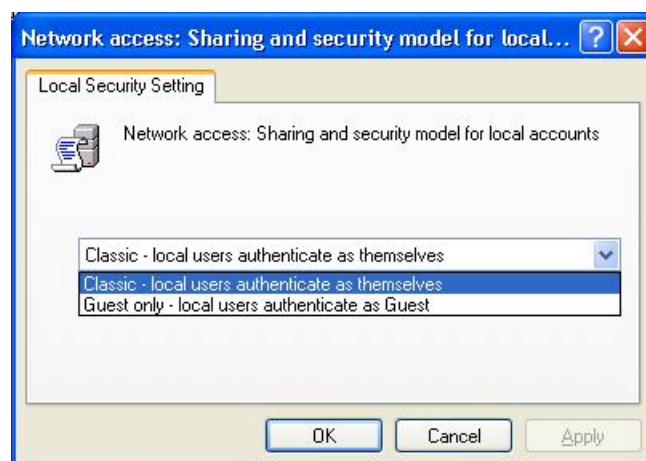 Network access: Sharing and security model for local...
Local Security Setting
Network access: Sharing and security model for local accounts
Classic - local users authenticate as themselves
Classic - local users authenticate as themselves
Guest only - local users authenticate as Guest
OK Cancel Apply